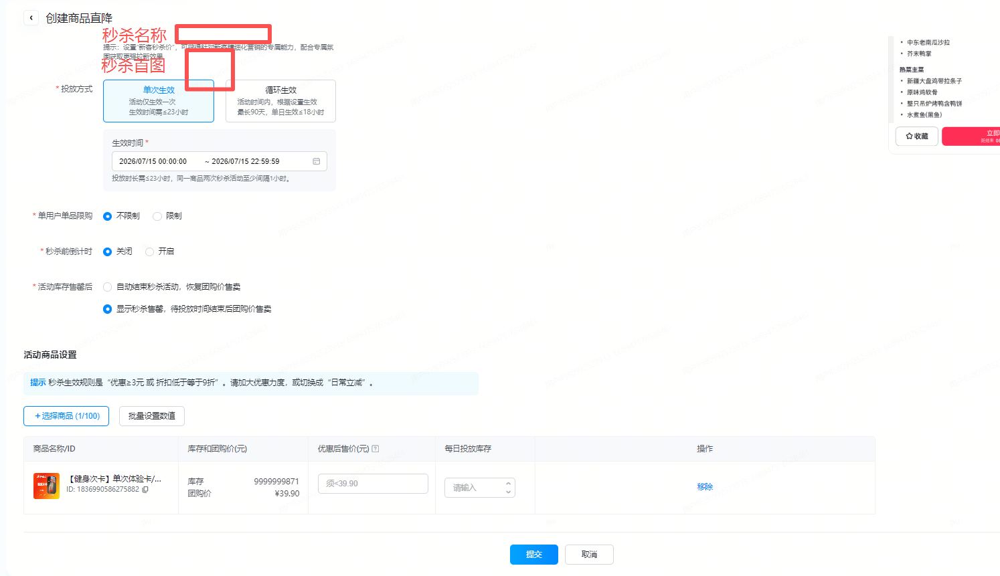 创建商品直降
秒杀名称
提示：设置“新客秒杀价”，可获得针对新客精细化营销的专属能力，配合专属氛
围获取更强拉新效果
秒杀首图
* 投放方式
单次生效
活动仅生效一次
生效时间需≤23小时
循环生效
活动时间内，根据设置生效
最长90天，单日生效≤18小时
生效时间 *
2026/07/15 00:00:00 ~ 2026/07/15 22:59:59
投放时长需≤23小时，同一商品两次秒杀活动至少间隔1小时。
* 单用户单品限购 不限制 限制
* 秒杀前倒计时 关闭 开启
* 活动库存售罄后 自动结束秒杀活动，恢复团购价售卖
显示秒杀售罄，待投放时间结束后团购价售卖
• 中东老南瓜沙拉
• 芥末鸭掌
热菜主菜
• 新疆大盘鸡带拉条子
• 原味鸡软骨
• 整只吊炉烤鸭含鸭饼
• 水煮鱼(黑鱼)
收藏
立即
距结束 0
活动商品设置
提示 秒杀生效规则是“优惠≥3元 或 折扣低于等于9折”。请加大优惠力度，或切换成“日常立减”。
+ 选择商品 (1/100) 批量设置数值
商品名称/ID 库存和团购价(元) 优惠后售价(元) 每日投放库存 操作
【健身次卡】单次体验卡/...
ID: 1836990586275882
库存 9999999871
团购价 ¥39.90
须<39.90
请输入
移除
提交 取消